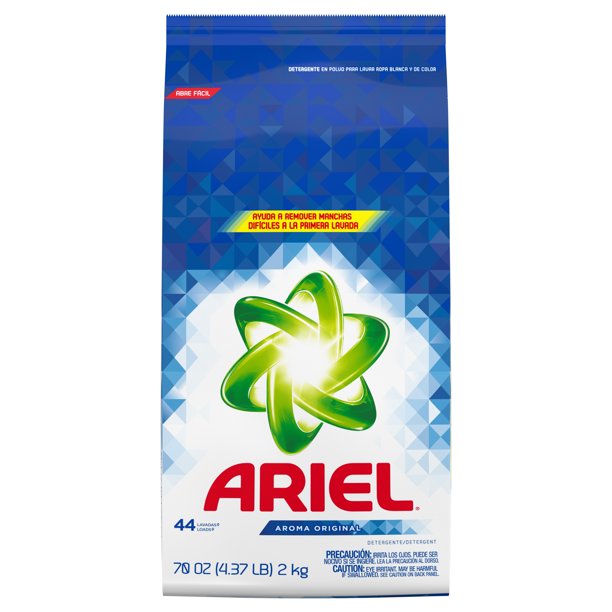 DETERGENTE EN POLVO PARA LAVAR ROPA BLANCA Y DE COLOR
ABRE FÁCIL
AYUDA A REMOVER MANCHAS
DIFÍCILES A LA PRIMERA LAVADA
ARIEL®
AROMA ORIGINAL
44 LAVADAS◊
LOADS◊
DETERGENTE/DETERGENT
PRECAUCIÓN: IRRITA LOS OJOS. PUEDE SER
NOCIVO SI SE INGIERE. LEA LA PRECAUCIÓN AL DORSO.
CAUTION: EYE IRRITANT. MAY BE HARMFUL
IF SWALLOWED. SEE CAUTION ON BACK PANEL.
70 OZ (4.37 LB) 2 kg